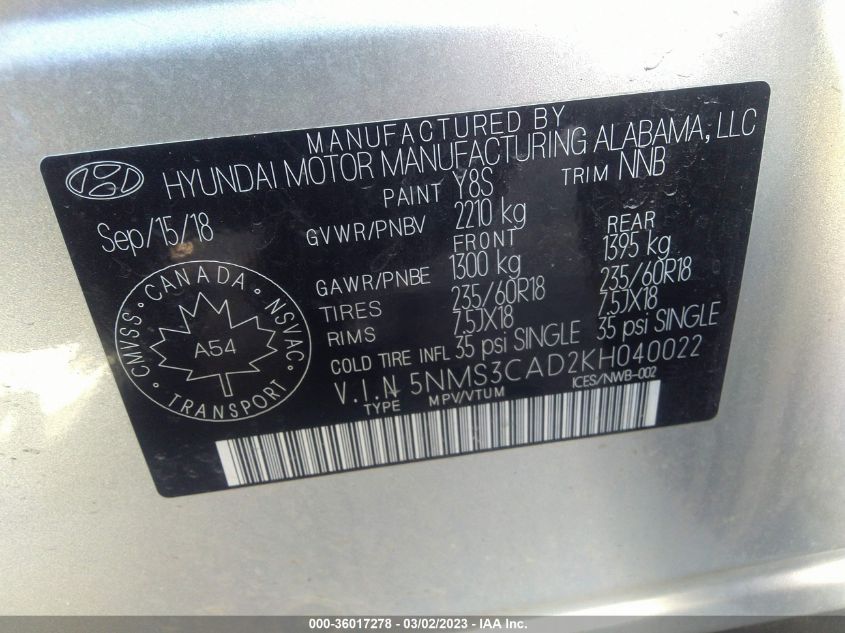 MANUFACTURED BY
HYUNDAI MOTOR MANUFACTURING ALABAMA, LLC
Sep/15/18
PAINT Y8S TRIM NNB
GVWR/PNBV 2210 kg
FRONT REAR
GAWR/PNBE 1300 kg 1395 kg
TIRES 235/60R18 235/60R18
RIMS 7.5JX18 7.5JX18
COLD TIRE INFL 35 psi SINGLE 35 psi SINGLE
V.I.N 5NMS3CAD2KH040022
TYPE MPV/VTUM ICES/NWB-002
CMVSS · CANADA · NSVAC
A54
TRANSPORT
000-36017278 - 03/02/2023 - IAA Inc.